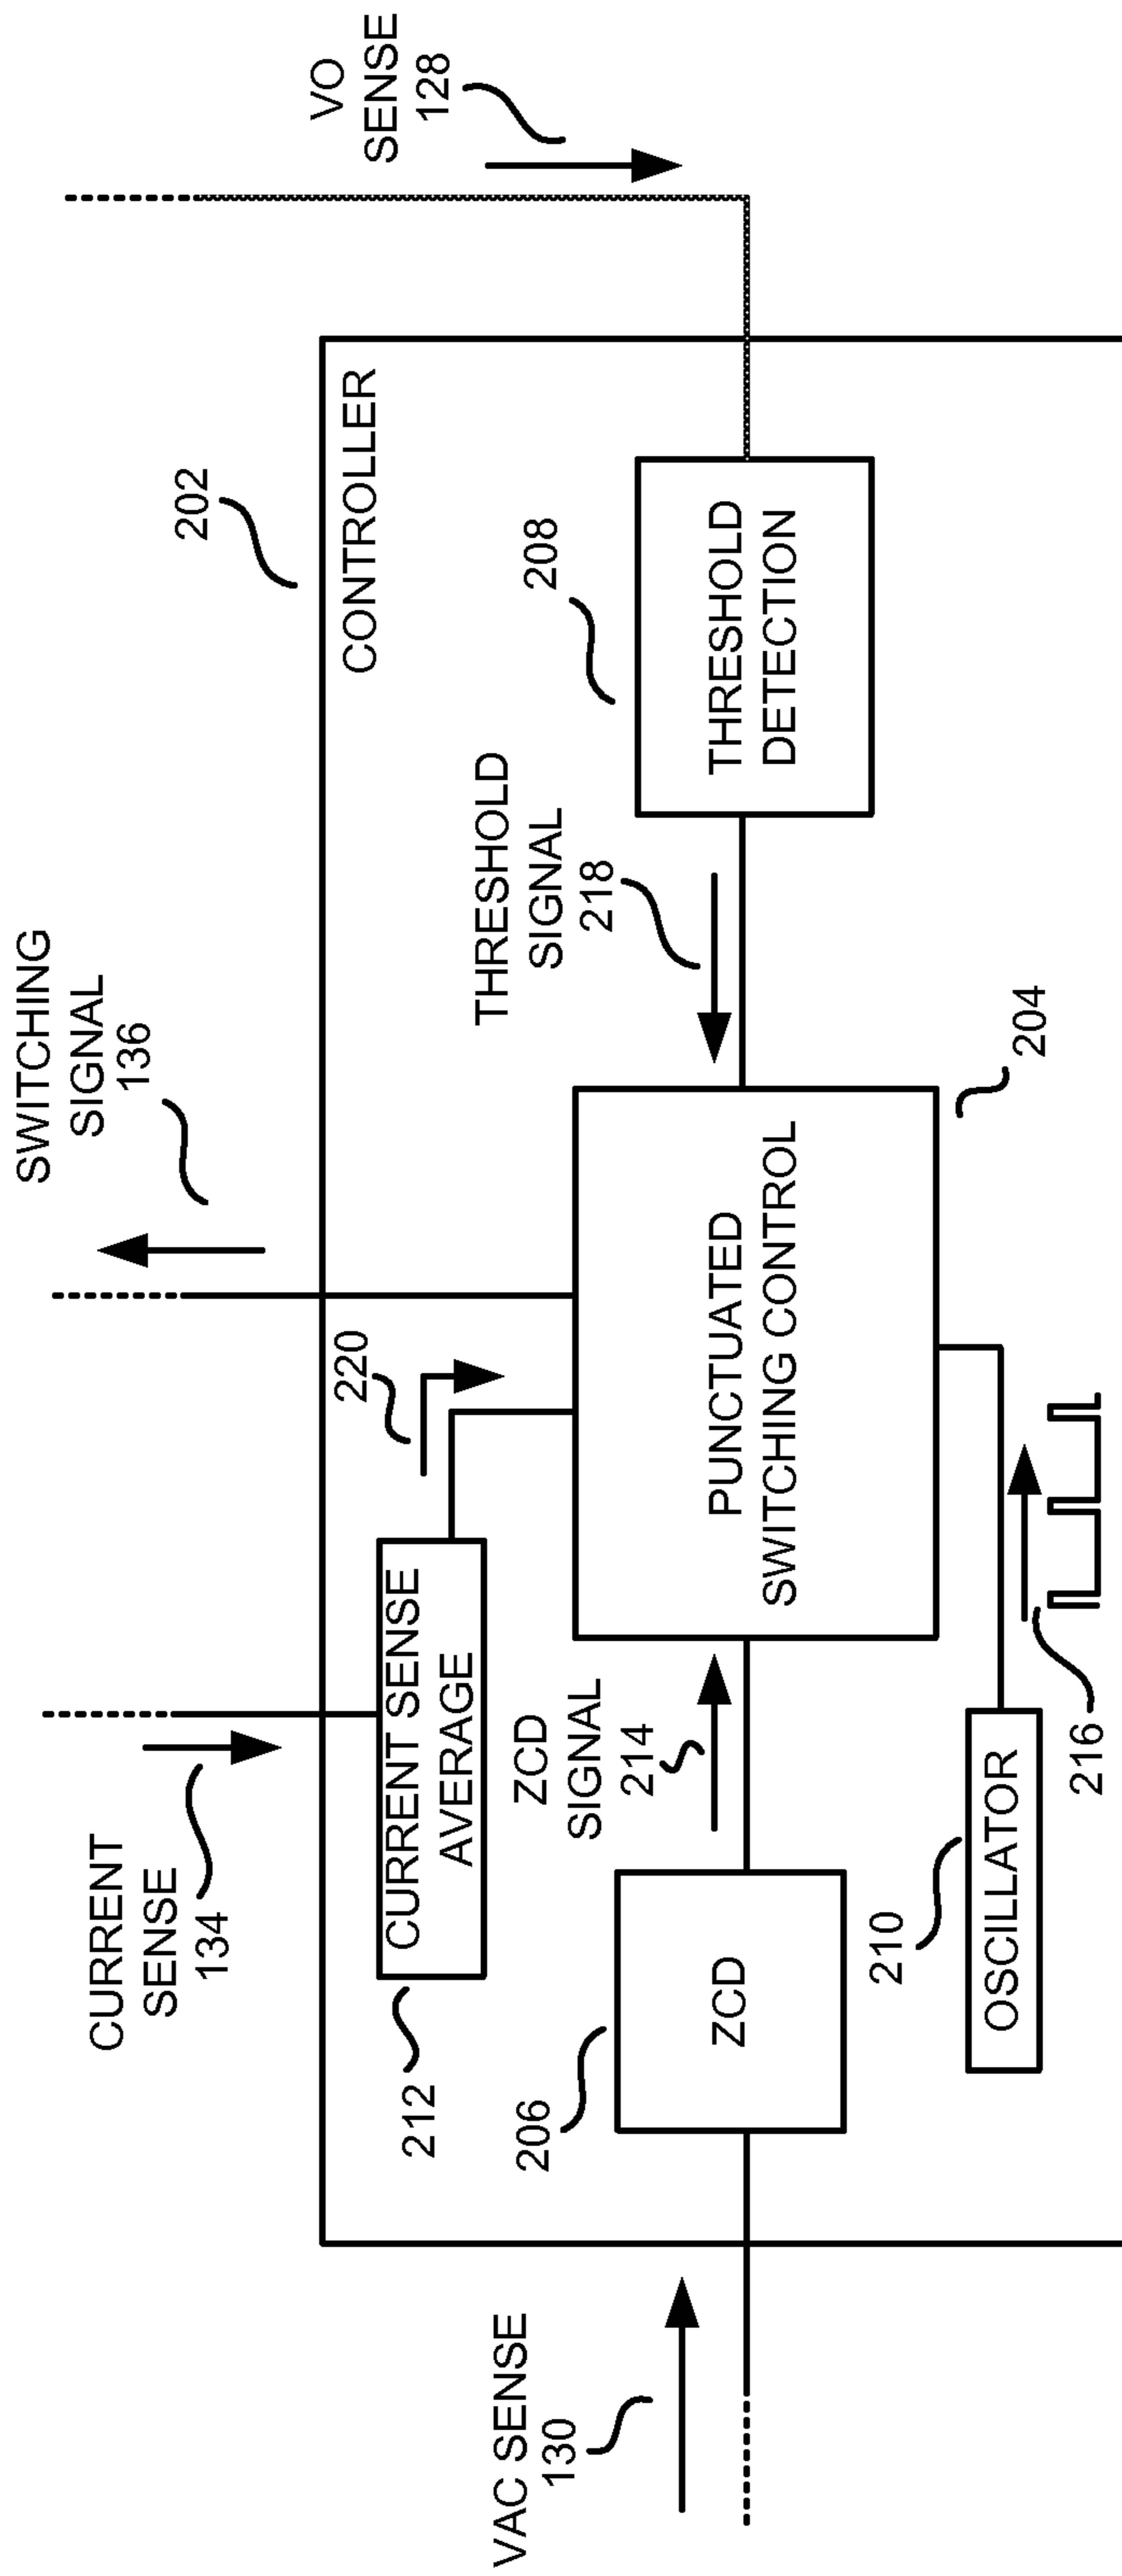 SWITCHING
SIGNAL
136
CURRENT
SENSE
134
VO
SENSE
128
202
CONTROLLER
220
212
CURRENT SENSE
AVERAGE
THRESHOLD
SIGNAL
218
208
VAC SENSE
130
206
ZCD
ZCD
SIGNAL
214
PUNCTUATED
SWITCHING CONTROL
THRESHOLD
DETECTION
204
210
OSCILLATOR
216